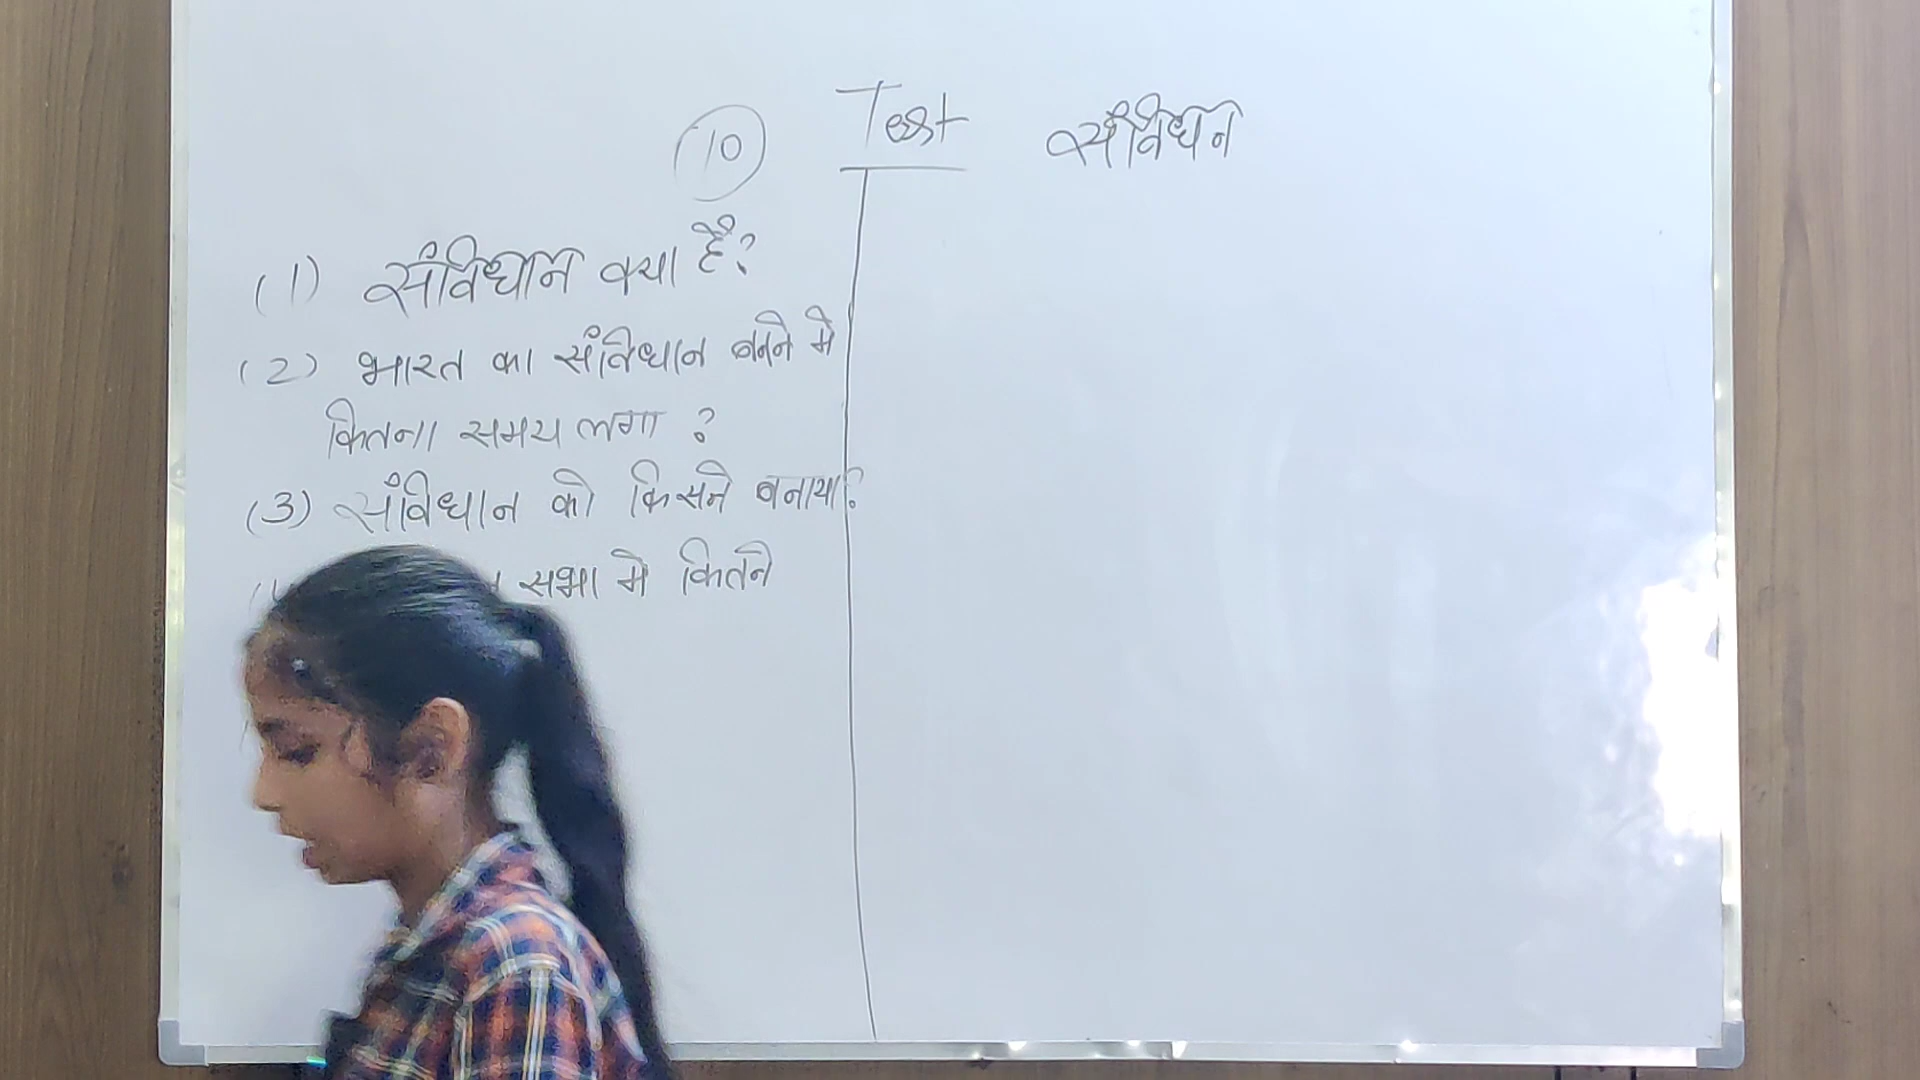 10 Test संविधान
(1) संविधान क्या है?
(2) भारत का संविधान बनने मे
कितना समय लगा ?
(3) संविधान को किसने बनाया?
सभा मे कितने